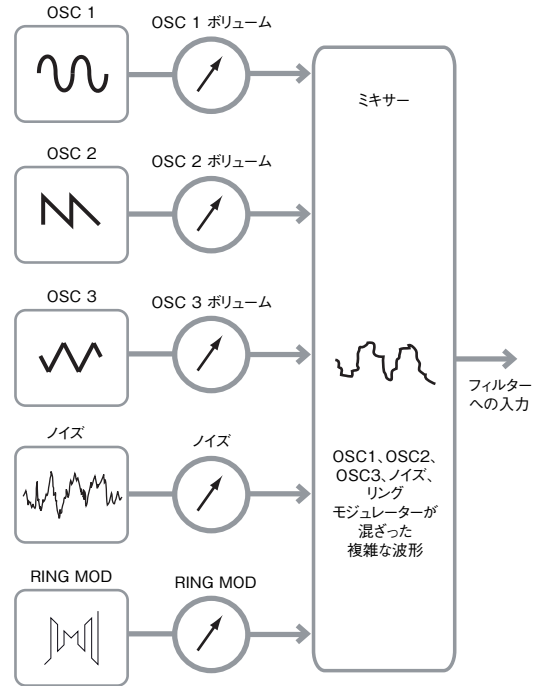 OSC 1
OSC 1 ボリューム
ミキサー
OSC 2
OSC 2 ボリューム
OSC 3
OSC 3 ボリューム
フィルター
への入力
ノイズ
ノイズ
OSC1、OSC2、
OSC3、ノイズ、
リング
モジュレーターが
混ざった
複雑な波形
RING MOD
RING MOD